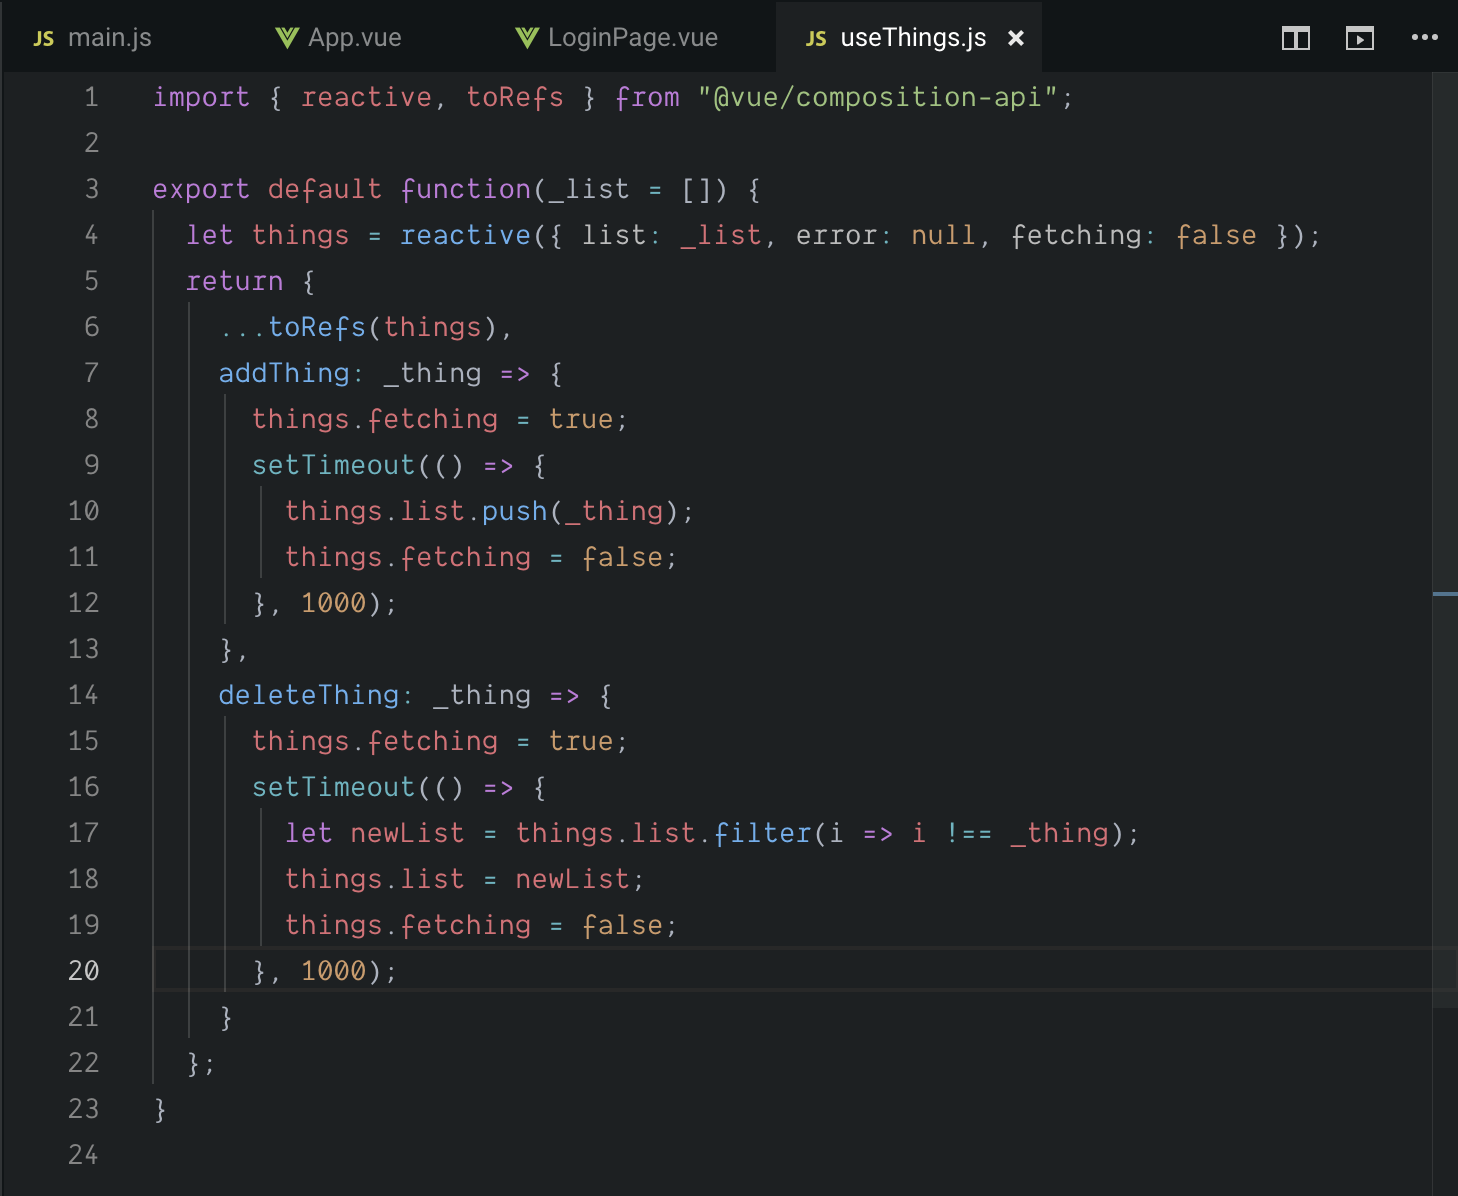 JS main.js App.vue LoginPage.vue JS useThings.js ×
1 import { reactive, toRefs } from "@vue/composition-api";
2
3 export default function(_list = []) {
4 let things = reactive({ list: _list, error: null, fetching: false });
5 return {
6 ...toRefs(things),
7 addThing: _thing => {
8 things.fetching = true;
9 setTimeout(() => {
10 things.list.push(_thing);
11 things.fetching = false;
12 }, 1000);
13 },
14 deleteThing: _thing => {
15 things.fetching = true;
16 setTimeout(() => {
17 let newList = things.list.filter(i => i !== _thing);
18 things.list = newList;
19 things.fetching = false;
20 }, 1000);
21 }
22 };
23 }
24